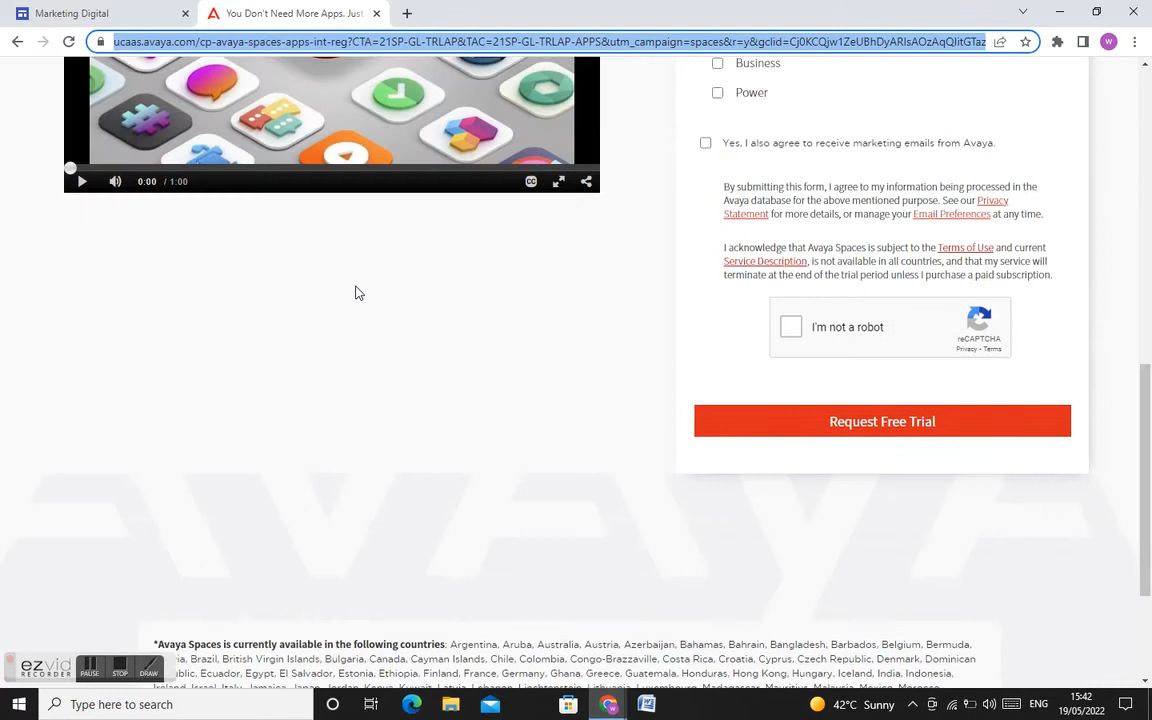 Marketing Digital
You Don't Need More Apps. Just
ucaas.avaya.com/cp-avaya-spaces-apps-int-reg?CTA=21SP-GL-TRLAP&TAC=21SP-GL-TRLAP-APPS&utm_campaign=spaces&r=y&gclid=Cj0KCQjw1ZeUBhDyARIsAOzAqQIitGTaz
W
Business
Power
Yes, I also agree to receive marketing emails from Avaya.
0:00 / 1:00
CC
By submitting this form, I agree to my information being processed in the
Avaya database for the above mentioned purpose. See our Privacy
Statement for more details, or manage your Email Preferences at any time.
I acknowledge that Avaya Spaces is subject to the Terms of Use and current
Service Description, is not available in all countries, and that my service will
terminate at the end of the trial period unless I purchase a paid subscription.
I'm not a robot
reCAPTCHA
Privacy - Terms
Request Free Trial
AVAYA
*Avaya Spaces is currently available in the following countries: Argentina, Aruba, Australia, Austria, Azerbaijan, Bahamas, Bahrain, Bangladesh, Barbados, Belgium, Bermuda,
Brazil, British Virgin Islands, Bulgaria, Canada, Cayman Islands, Chile, Colombia, Congo-Brazzaville, Costa Rica, Croatia, Cyprus, Czech Republic, Denmark, Dominican
Ecuador, Egypt, El Salvador, Estonia, Ethiopia, Finland, France, Germany, Ghana, Greece, Guatemala, Honduras, Hong Kong, Hungary, Iceland, India, Indonesia,
ezvid
RECORDER
PAUSE
STOP
DRAW
Type here to search
W
42°C Sunny
ENG
15:42
19/05/2022